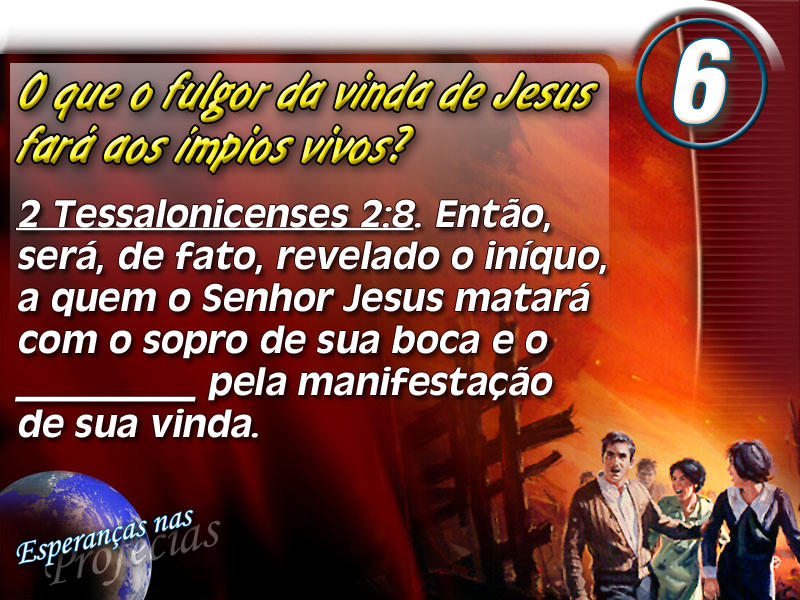 6
O que o fulgor da vinda de Jesus
fará aos ímpios vivos?
2 Tessalonicenses 2:8. Então,
será, de fato, revelado o iníquo,
a quem o Senhor Jesus matará
com o sopro de sua boca e o
__________ pela manifestação
de sua vinda.
Esperanças nas
Profecias